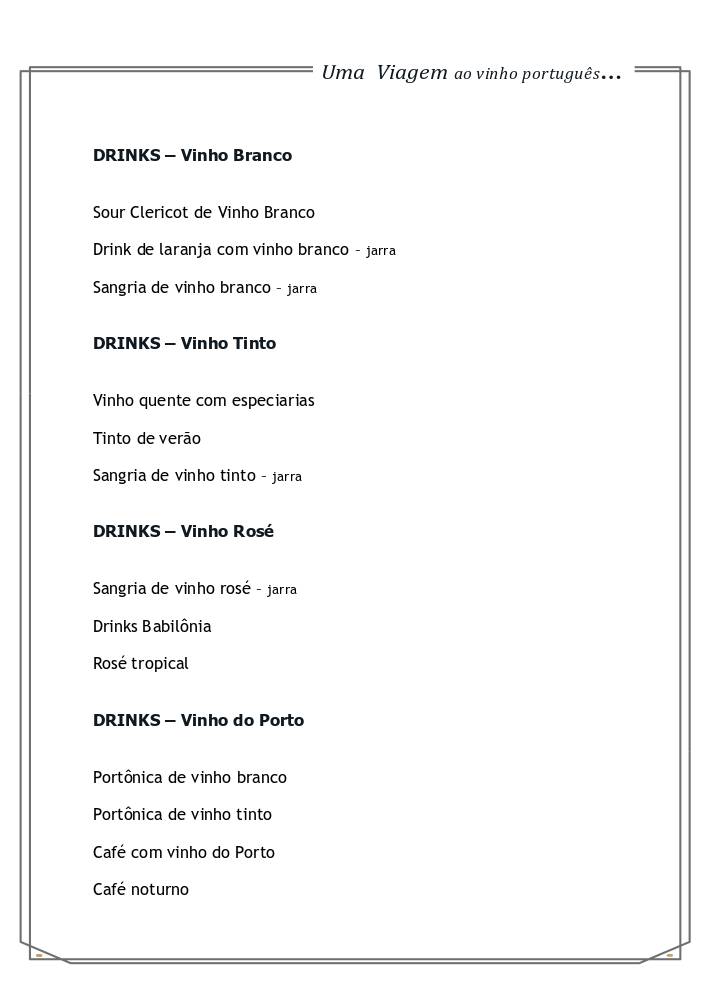 Uma Viagem ao vinho português...
DRINKS – Vinho Branco
Sour Clericot de Vinho Branco
Drink de laranja com vinho branco - jarra
Sangria de vinho branco - jarra
DRINKS – Vinho Tinto
Vinho quente com especiarias
Tinto de verão
Sangria de vinho tinto - jarra
DRINKS – Vinho Rosé
Sangria de vinho rosé - jarra
Drinks Babilônia
Rosé tropical
DRINKS – Vinho do Porto
Portônica de vinho branco
Portônica de vinho tinto
Café com vinho do Porto
Café noturno